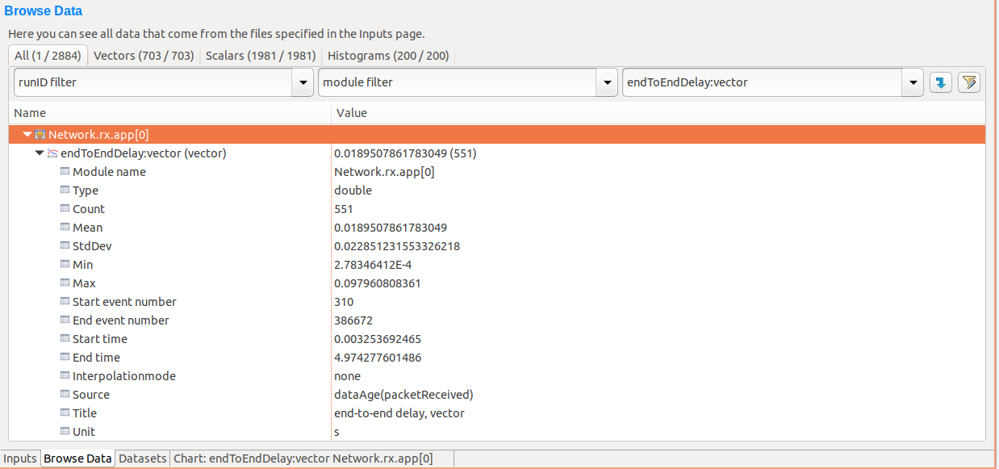 Browse Data
Here you can see all data that come from the files specified in the Inputs page.
All (1 / 2884) Vectors (703 / 703) Scalars (1981 / 1981) Histograms (200 / 200)
runID filter module filter endToEndDelay:vector
Name Value
Network.rx.app[0]
endToEndDelay:vector (vector) 0.0189507861783049 (551)
Module name Network.rx.app[0]
Type double
Count 551
Mean 0.0189507861783049
StdDev 0.022851231553326218
Min 2.78346412E-4
Max 0.097960808361
Start event number 310
End event number 386672
Start time 0.003253692465
End time 4.974277601486
Interpolationmode none
Source dataAge(packetReceived)
Title end-to-end delay, vector
Unit s
Inputs Browse Data Datasets Chart: endToEndDelay:vector Network.rx.app[0]